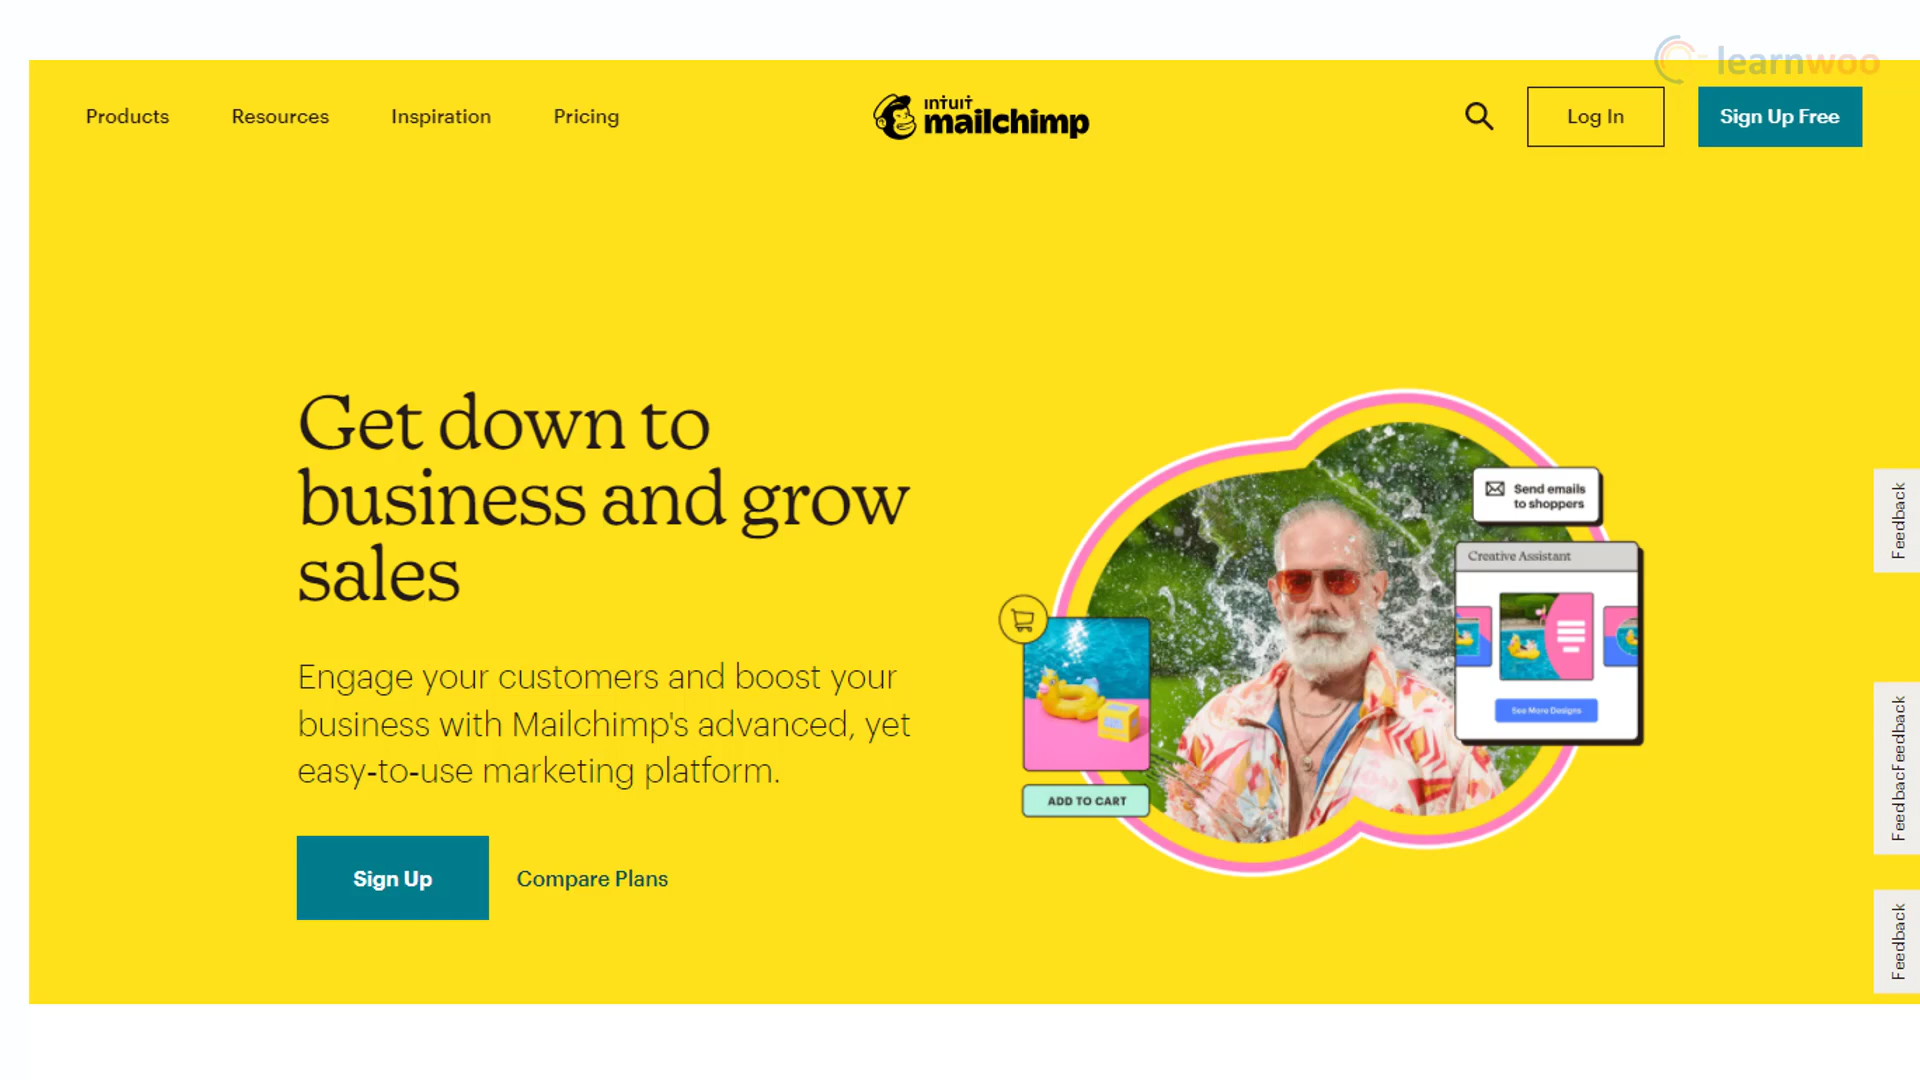 learnwoo
Products
Resources
Inspiration
Pricing
INTUIT
mailchimp
Log In
Sign Up Free
Get down to
business and grow
sales
Engage your customers and boost your
business with Mailchimp's advanced, yet
easy-to-use marketing platform.
Sign Up
Compare Plans
Send emails
to shoppers
Creative Assistant
See More Designs
ADD TO CART
Feedback
FeedbacFeedback
Feedback